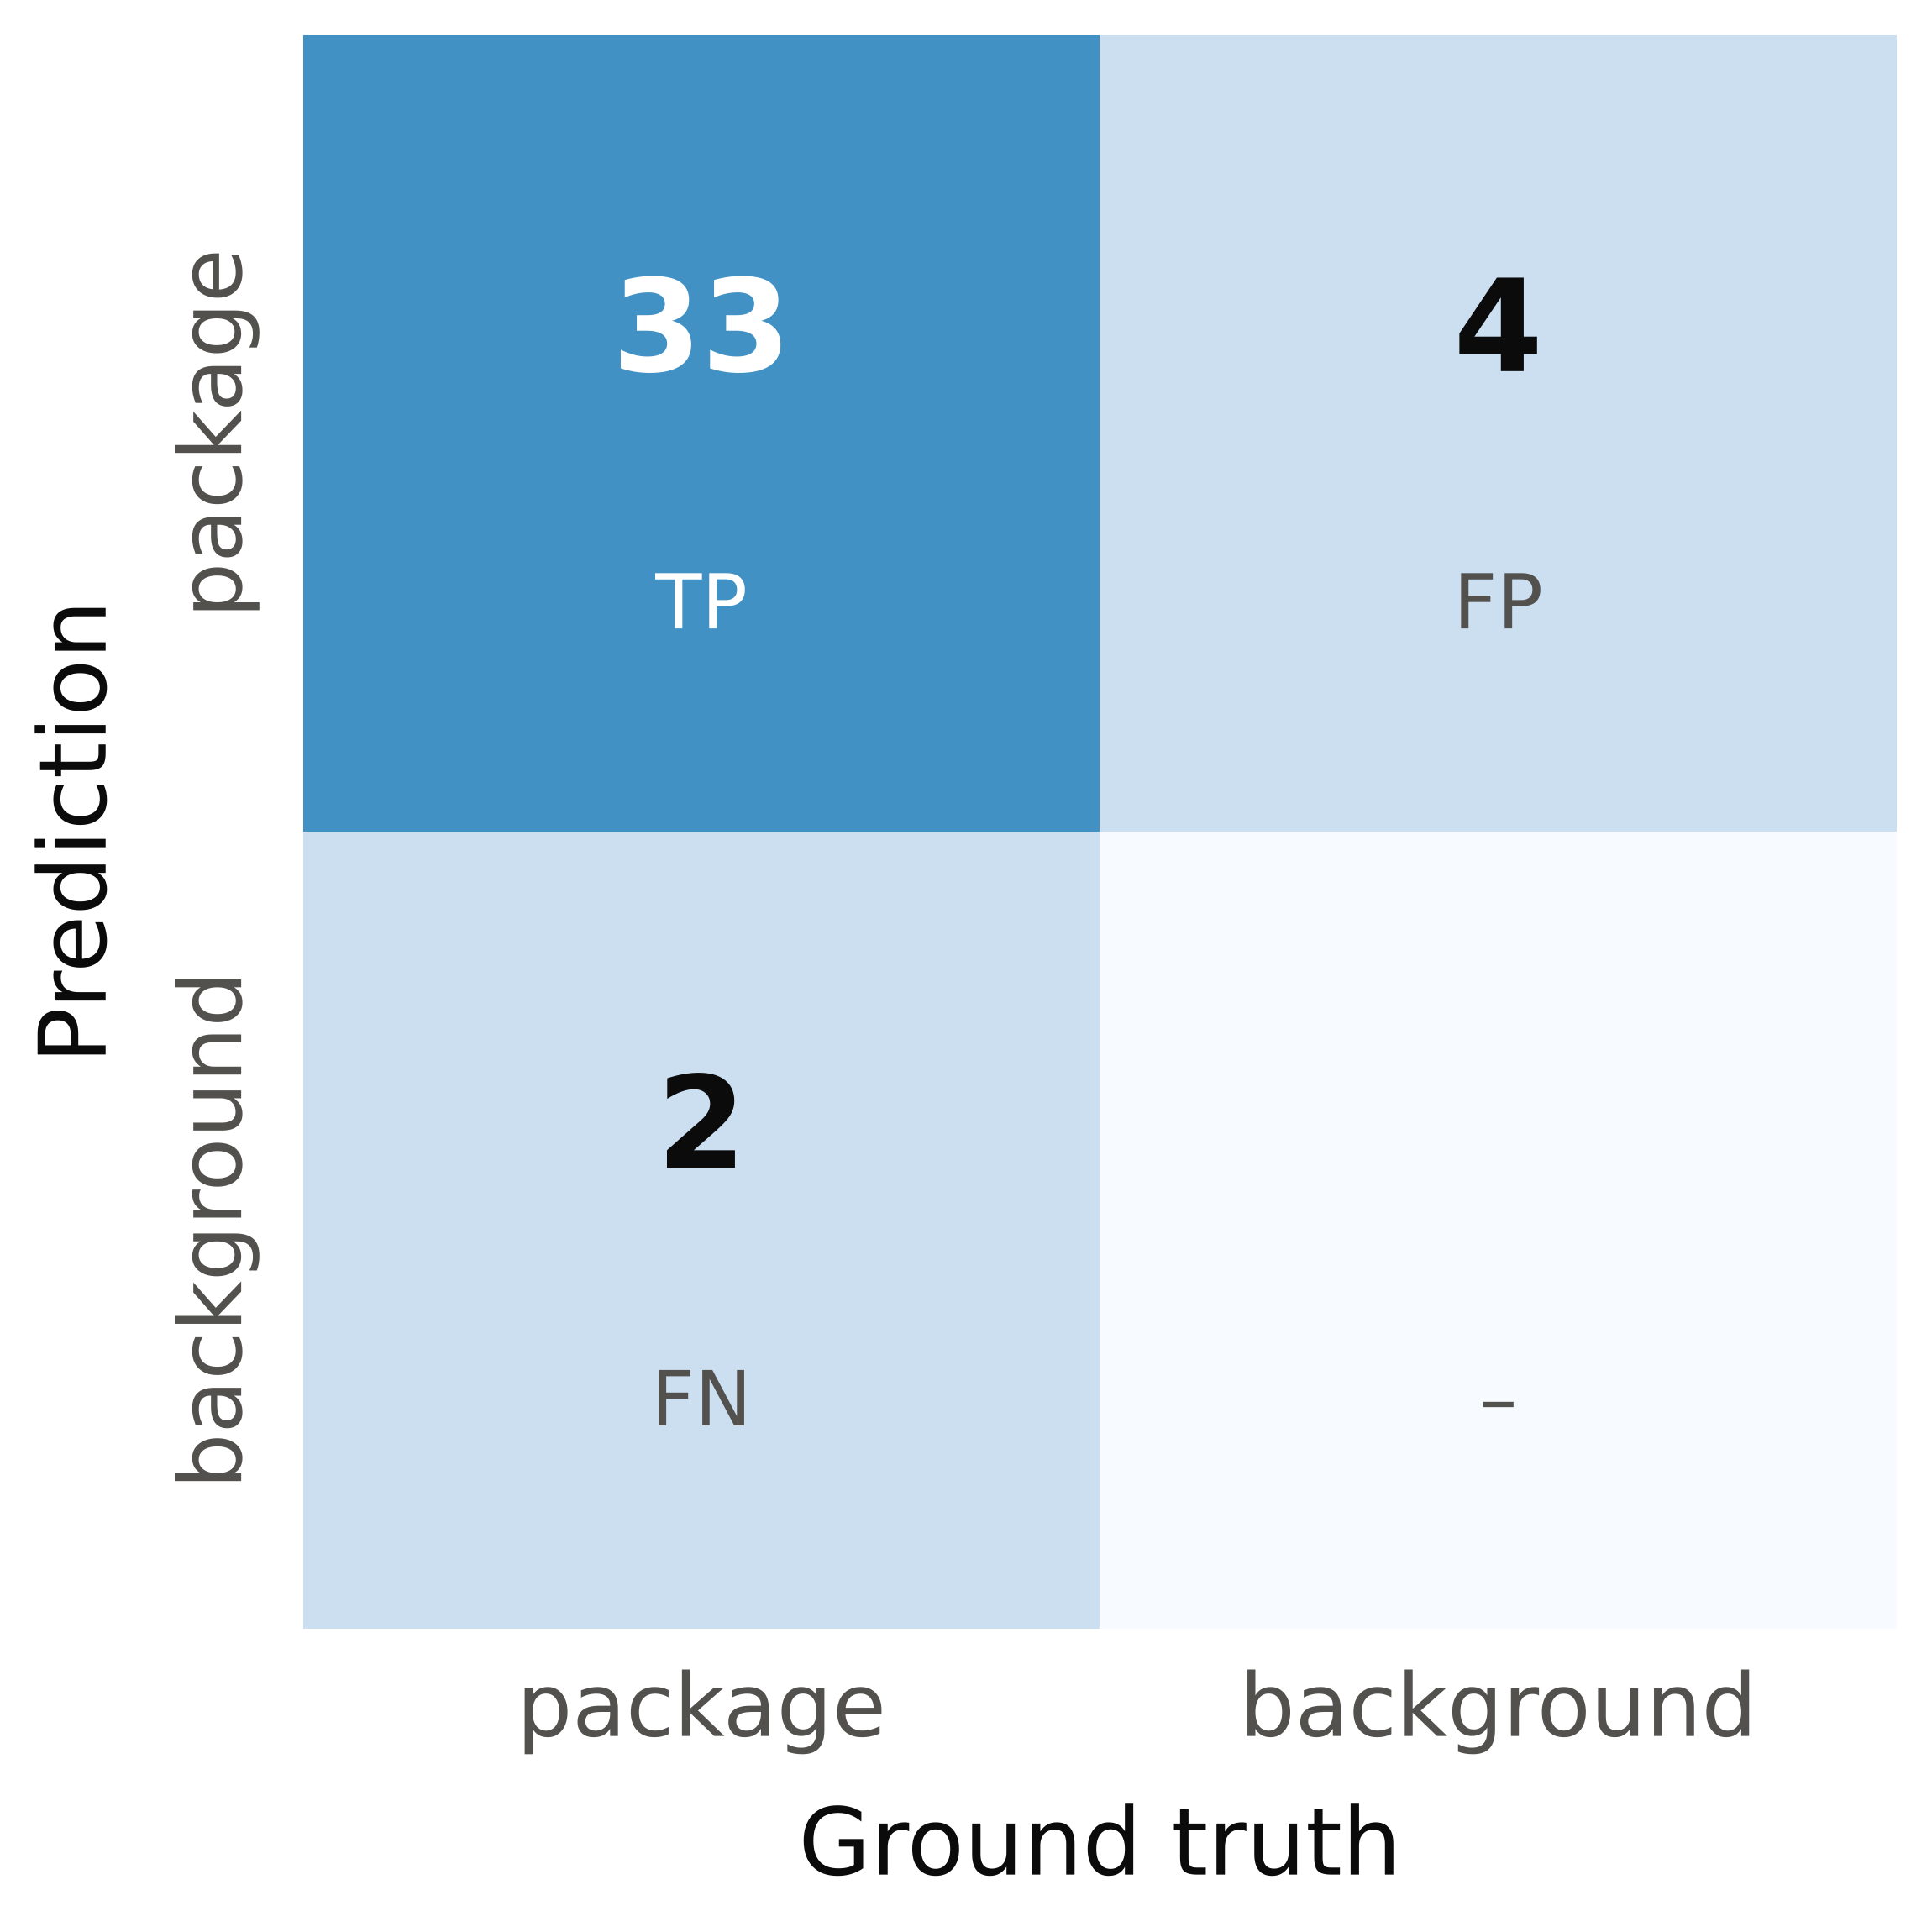 Prediction
package
33
4
TP
FP
background
2
FN
–
package
background
Ground truth